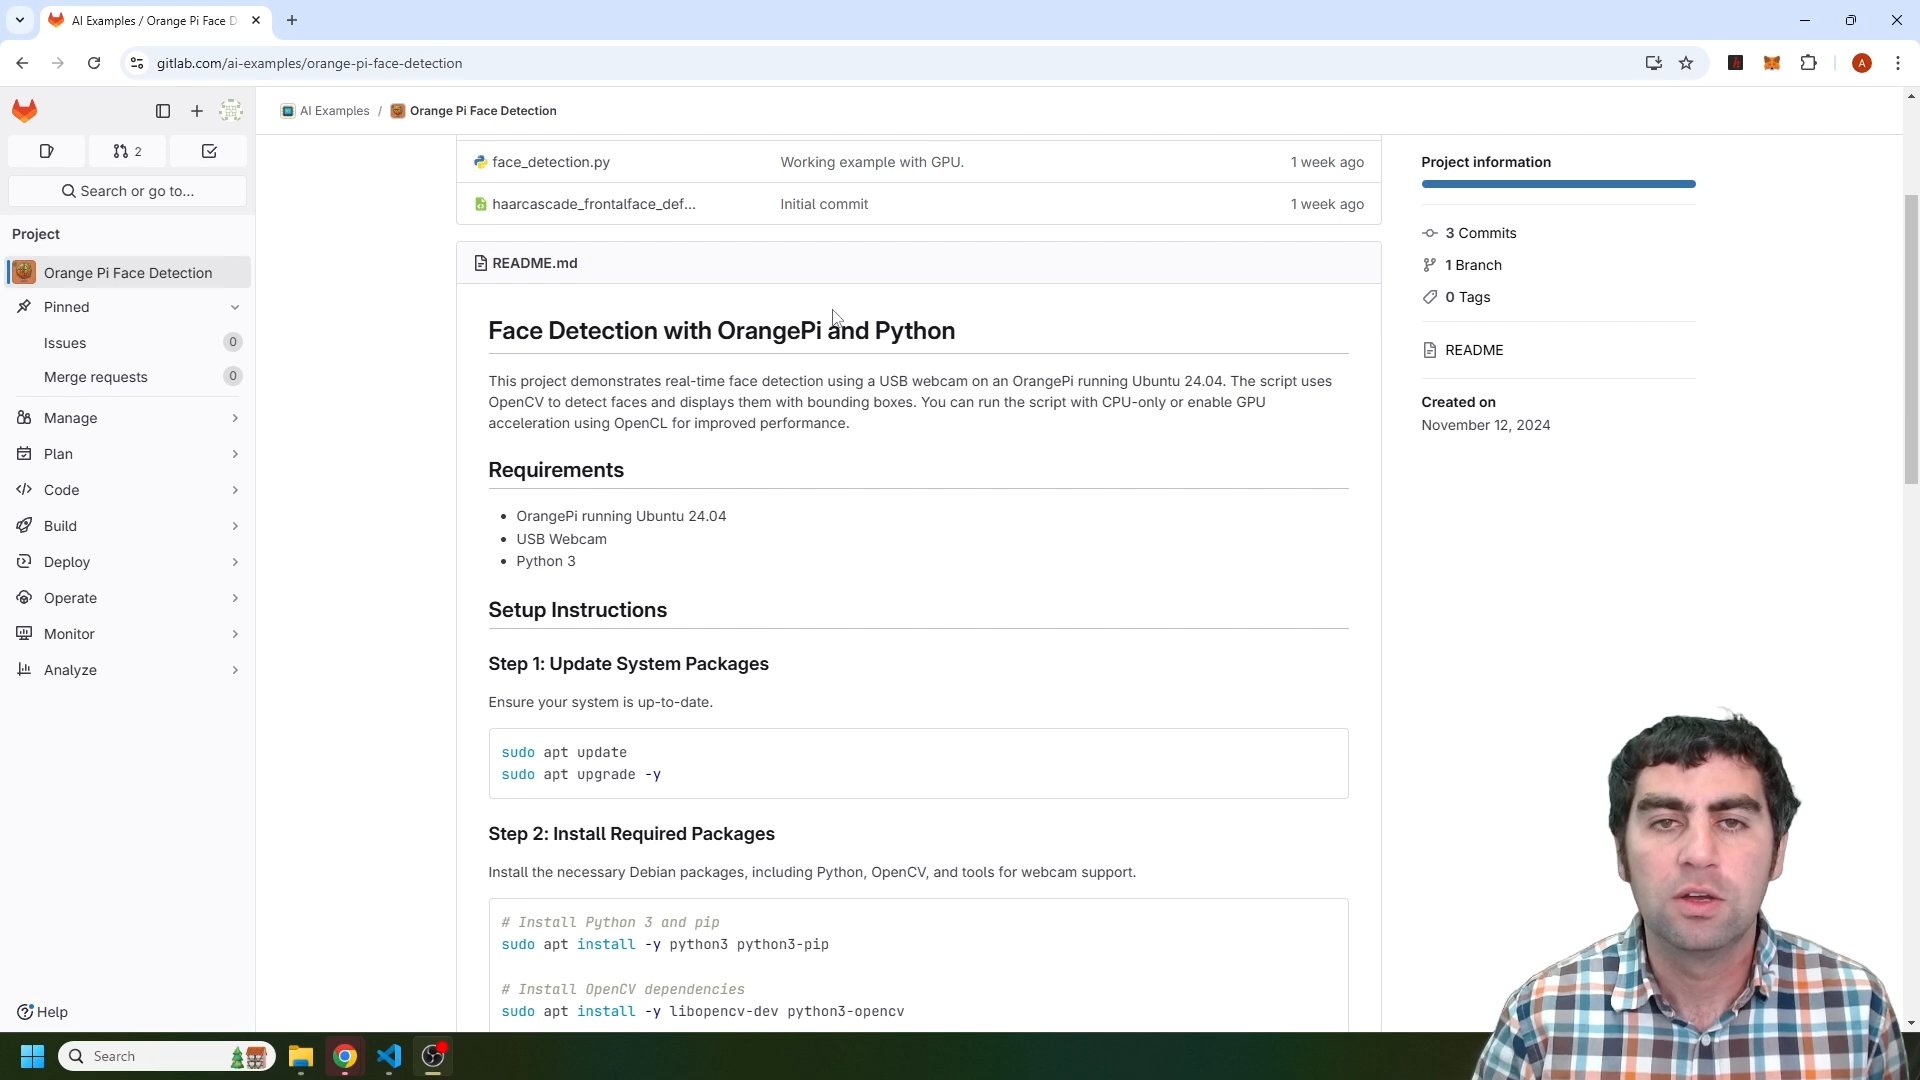 AI Examples / Orange Pi Face D
gitlab.com/ai-examples/orange-pi-face-detection
A
AI Examples / Orange Pi Face Detection
2
Search or go to...
Project
Orange Pi Face Detection
Pinned
Issues 0
Merge requests 0
Manage
Plan
Code
Build
Deploy
Operate
Monitor
Analyze
Help
face_detection.py Working example with GPU. 1 week ago
haarcascade_frontalface_def... Initial commit 1 week ago
README.md
Face Detection with OrangePi and Python
This project demonstrates real-time face detection using a USB webcam on an OrangePi running Ubuntu 24.04. The script uses
OpenCV to detect faces and displays them with bounding boxes. You can run the script with CPU-only or enable GPU
acceleration using OpenCL for improved performance.
Requirements
• OrangePi running Ubuntu 24.04
• USB Webcam
• Python 3
Setup Instructions
Step 1: Update System Packages
Ensure your system is up-to-date.
sudo apt update
sudo apt upgrade -y
Step 2: Install Required Packages
Install the necessary Debian packages, including Python, OpenCV, and tools for webcam support.
# Install Python 3 and pip
sudo apt install -y python3 python3-pip
# Install OpenCV dependencies
sudo apt install -y libopencv-dev python3-opencv
Project information
3 Commits
1 Branch
0 Tags
README
Created on
November 12, 2024
Search